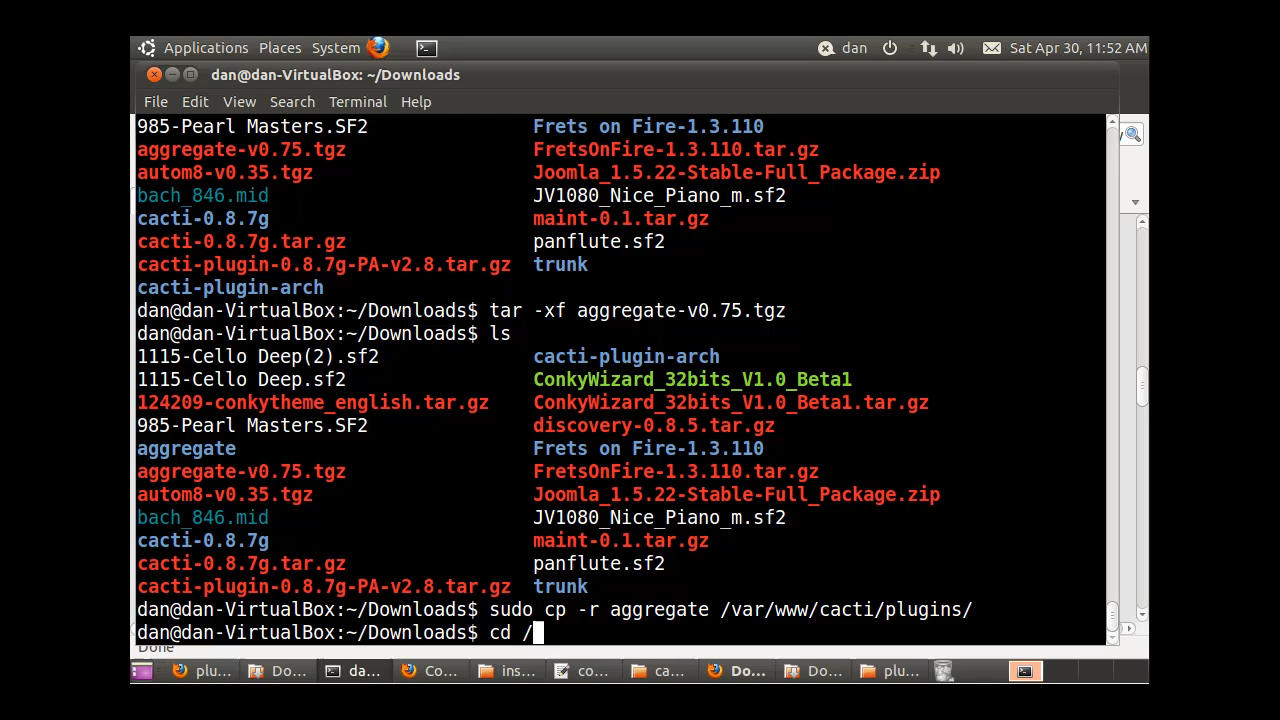 Applications Places System dan Sat Apr 30, 11:52 AM
dan@dan-VirtualBox: ~/Downloads
File Edit View Search Terminal Help
985-Pearl Masters.SF2 Frets on Fire-1.3.110
aggregate-v0.75.tgz FretsOnFire-1.3.110.tar.gz
autom8-v0.35.tgz Joomla_1.5.22-Stable-Full_Package.zip
bach_846.mid JV1080_Nice_Piano_m.sf2
cacti-0.8.7g maint-0.1.tar.gz
cacti-0.8.7g.tar.gz panflute.sf2
cacti-plugin-0.8.7g-PA-v2.8.tar.gz trunk
cacti-plugin-arch
dan@dan-VirtualBox:~/Downloads$ tar -xf aggregate-v0.75.tgz
dan@dan-VirtualBox:~/Downloads$ ls
1115-Cello Deep(2).sf2 cacti-plugin-arch
1115-Cello Deep.sf2 ConkyWizard_32bits_V1.0_Beta1
124209-conkytheme_english.tar.gz ConkyWizard_32bits_V1.0_Beta1.tar.gz
985-Pearl Masters.SF2 discovery-0.8.5.tar.gz
aggregate Frets on Fire-1.3.110
aggregate-v0.75.tgz FretsOnFire-1.3.110.tar.gz
autom8-v0.35.tgz Joomla_1.5.22-Stable-Full_Package.zip
bach_846.mid JV1080_Nice_Piano_m.sf2
cacti-0.8.7g maint-0.1.tar.gz
cacti-0.8.7g.tar.gz panflute.sf2
cacti-plugin-0.8.7g-PA-v2.8.tar.gz trunk
dan@dan-VirtualBox:~/Downloads$ sudo cp -r aggregate /var/www/cacti/plugins/
dan@dan-VirtualBox:~/Downloads$ cd /
Done
plu... Do... da... Co... ins... co... ca... Do... Do... plu...